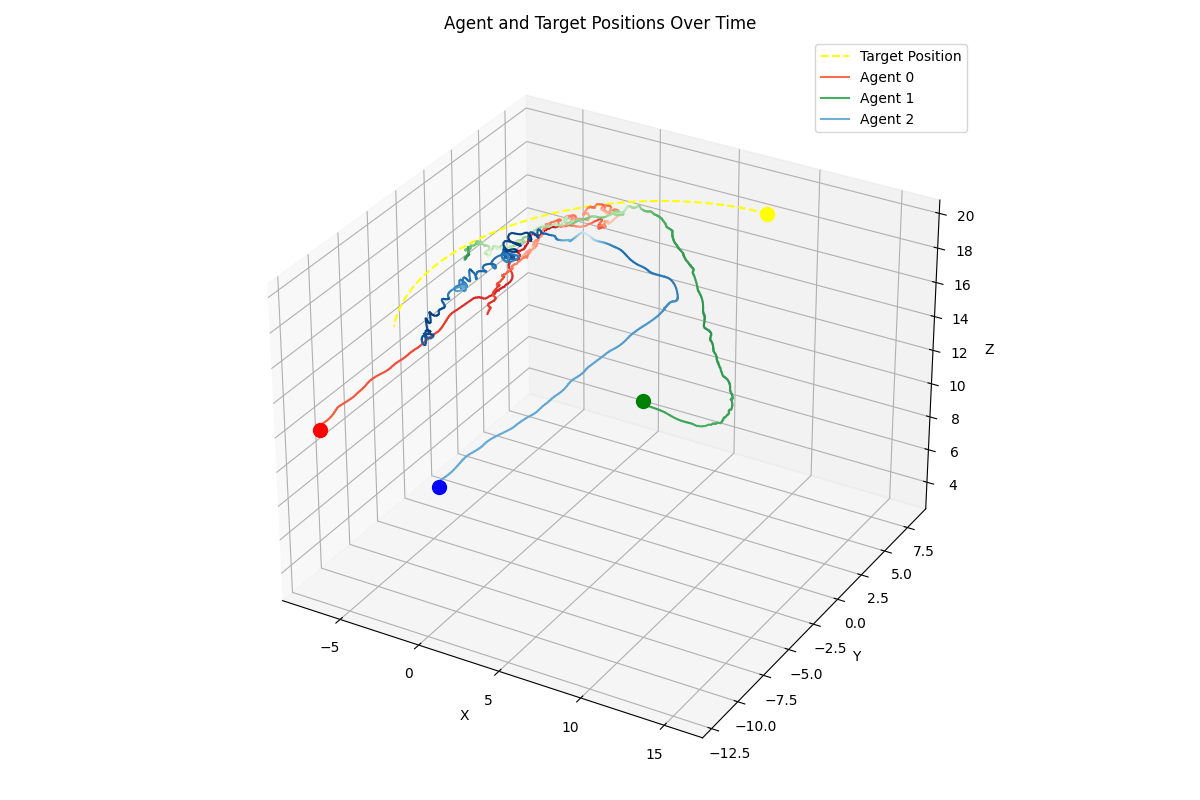 Agent and Target Positions Over Time
Target Position
Agent 0
Agent 1
Agent 2
20
18
16
14
12
10
8
6
4
Z
7.5
5.0
2.5
0.0
−2.5
−5.0
−7.5
−10.0
−12.5
Y
−5
0
5
10
15
X